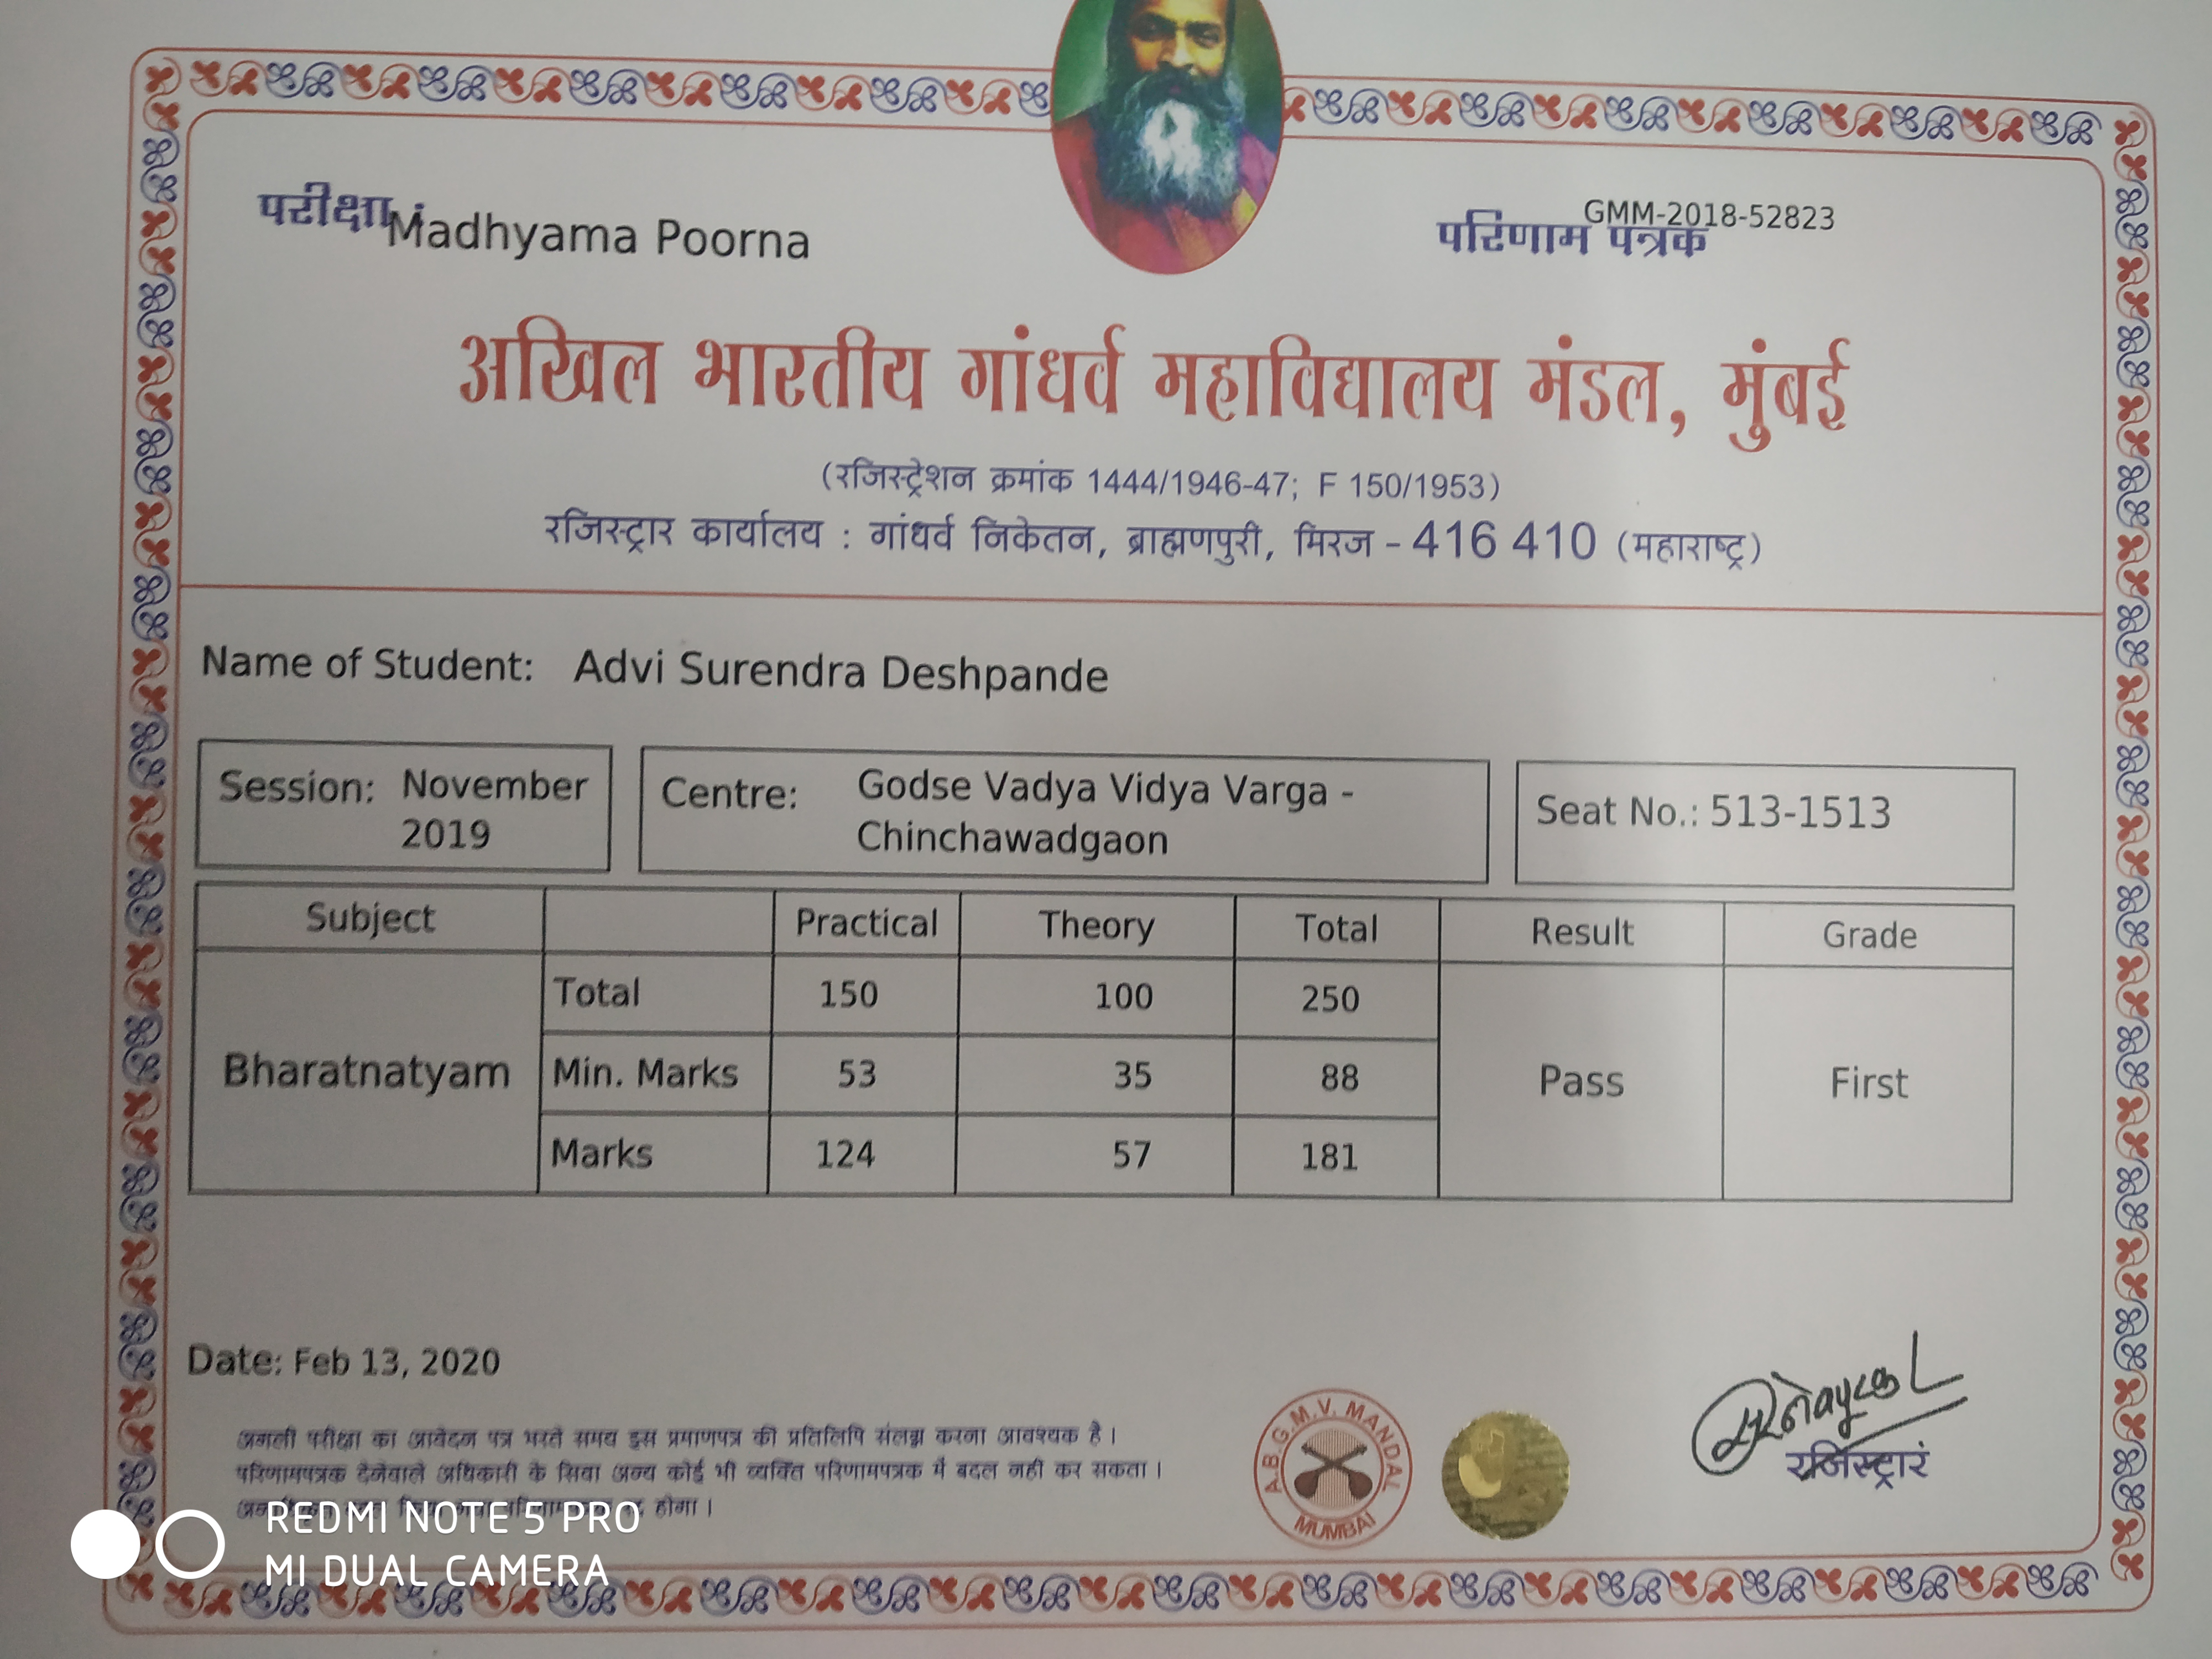 परीक्षा Madhyama Poorna
GMM-2018-52823
परिणाम पत्रक
अखिल भारतीय गांधर्व महाविद्यालय मंडल, मुंबई
(रजिस्ट्रेशन क्रमांक 1444/1946-47; F 150/1953)
रजिस्ट्रार कार्यालय : गांधर्व निकेतन, ब्राह्मणपुरी, मिरज - 416 410 (महाराष्ट्र)
Name of Student: Advi Surendra Deshpande
Session: November 2019
Centre: Godse Vadya Vidya Varga - Chinchawadgaon
Seat No.: 513-1513
Subject Practical Theory Total Result Grade
Total 150 100 250
Bharatnatyam Min. Marks 53 35 88 Pass First
Marks 124 57 181
Date: Feb 13, 2020
अगली परीक्षा का आवेदन पत्र भरते समय इस प्रमाणपत्र की प्रतिलिपि संलग्न करना आवश्यक है।
परिणामपत्रक देनेवाले अधिकारी के सिवा अन्य कोई भी व्यक्ति परिणामपत्रक में बदल नही कर सकता।
होगा।
A.B.G.M.V. MANDAL
MUMBAI
रजिस्ट्रार
REDMI NOTE 5 PRO
MI DUAL CAMERA